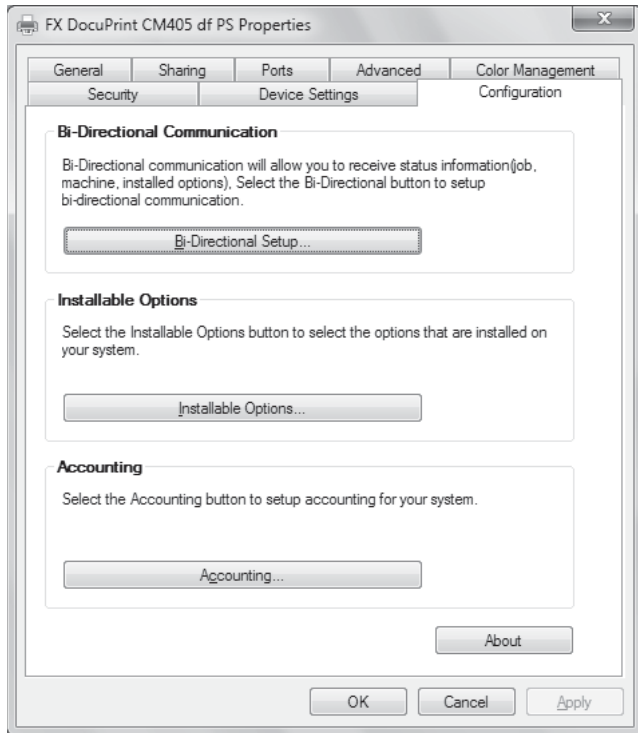 FX DocuPrint CM405 df PS Properties
X
General Sharing Ports Advanced Color Management
Security Device Settings Configuration
Bi-Directional Communication
Bi-Directional communication will allow you to receive status information(job,
machine, installed options), Select the Bi-Directional button to setup
bi-directional communication.
Bi-Directional Setup...
Installable Options
Select the Installable Options button to select the options that are installed on
your system.
Installable Options...
Accounting
Select the Accounting button to setup accounting for your system.
Accounting...
About
OK Cancel Apply